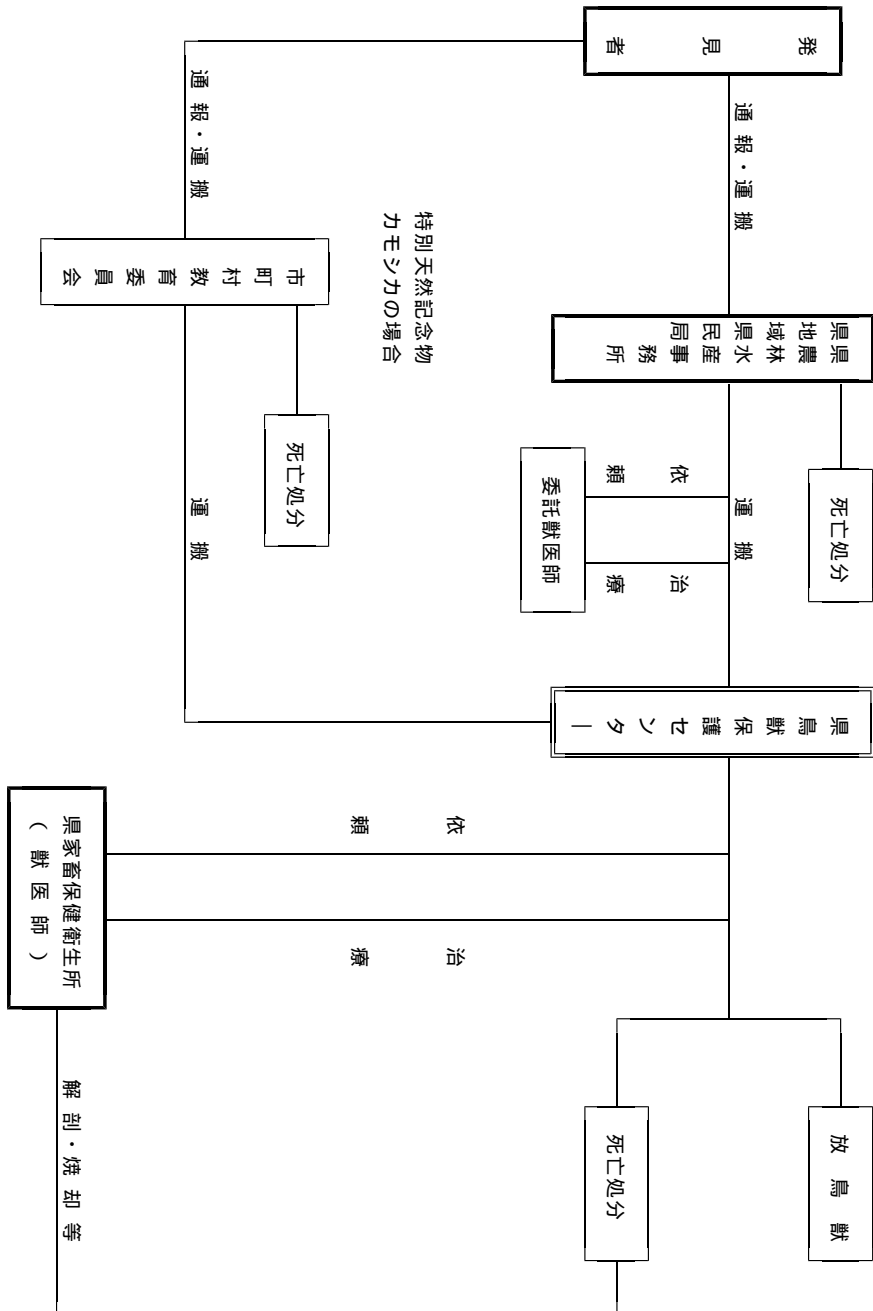 発見者
通報・運搬
県農林水産事務所
県地域県民局
死亡処分
運搬
依頼
治療
委託獣医師
県鳥獣保護センター
放鳥獣
死亡処分
特別天然記念物
カモシカの場合
通報・運搬
市町村教育委員会
死亡処分
運搬
依頼
治療
県家畜保健衛生所
(獣医師)
解剖・焼却等